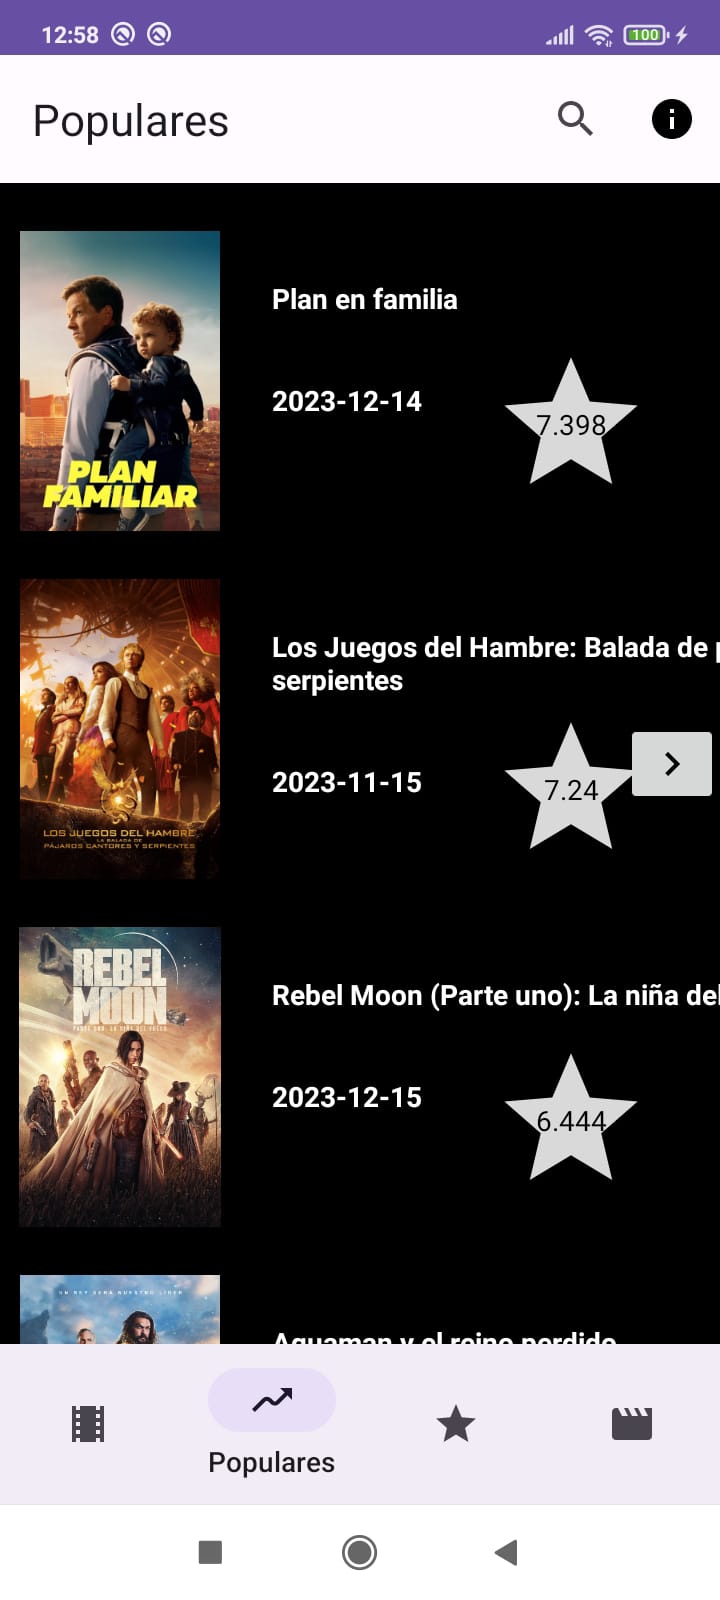 12:58
100
Populares
PLAN
FAMILIAR
Plan en familia
2023-12-14
7.398
LOS JUEGOS DEL HAMBRE
LA BALADA DE
PÁJAROS CANTORES Y SERPIENTES
Los Juegos del Hambre: Balada de
serpientes
2023-11-15
7.24
REBEL
MOON
PARTE UNO: LA NIÑA DEL FUEGO
Rebel Moon (Parte uno): La niña del
2023-12-15
6.444
UN REY SERÁ NUESTRO LÍDER
Aquaman y el reino perdido
Populares